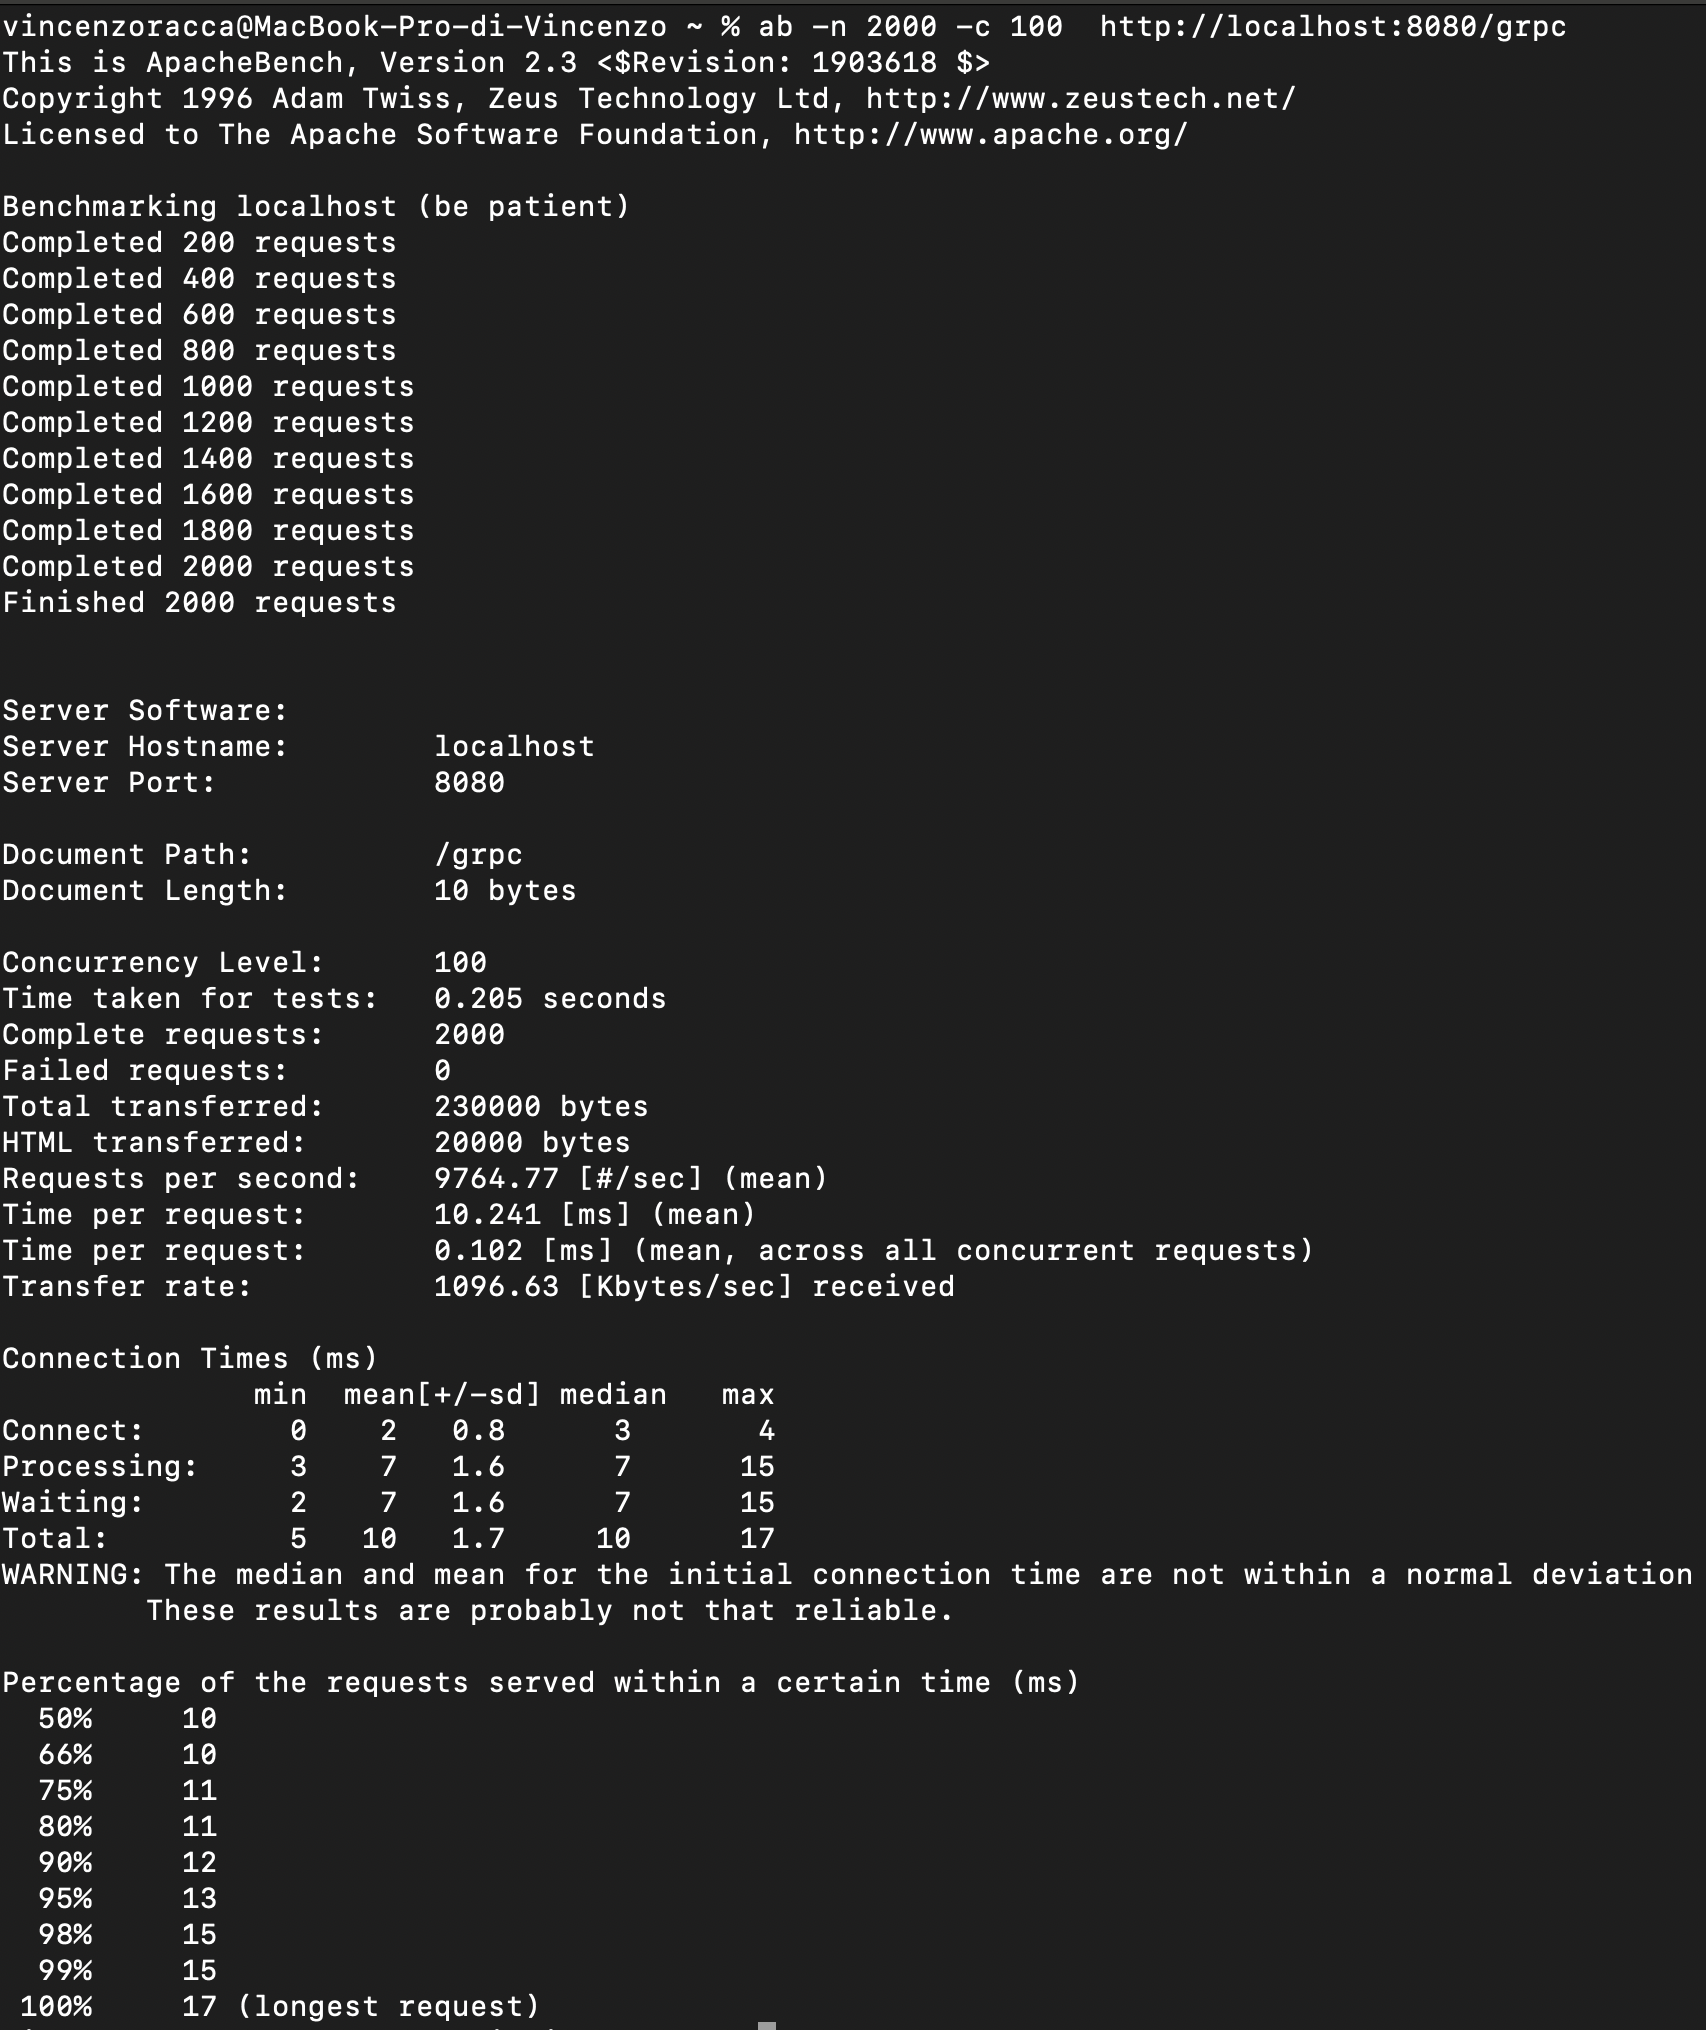 vincenzoracca@MacBook-Pro-di-Vincenzo ~ % ab -n 2000 -c 100  http://localhost:8080/grpc
This is ApacheBench, Version 2.3 <$Revision: 1903618 $>
Copyright 1996 Adam Twiss, Zeus Technology Ltd, http://www.zeustech.net/
Licensed to The Apache Software Foundation, http://www.apache.org/

Benchmarking localhost (be patient)
Completed 200 requests
Completed 400 requests
Completed 600 requests
Completed 800 requests
Completed 1000 requests
Completed 1200 requests
Completed 1400 requests
Completed 1600 requests
Completed 1800 requests
Completed 2000 requests
Finished 2000 requests


Server Software:
Server Hostname:        localhost
Server Port:            8080

Document Path:          /grpc
Document Length:        10 bytes

Concurrency Level:      100
Time taken for tests:   0.205 seconds
Complete requests:      2000
Failed requests:        0
Total transferred:      230000 bytes
HTML transferred:       20000 bytes
Requests per second:    9764.77 [#/sec] (mean)
Time per request:       10.241 [ms] (mean)
Time per request:       0.102 [ms] (mean, across all concurrent requests)
Transfer rate:          1096.63 [Kbytes/sec] received

Connection Times (ms)
              min  mean[+/-sd] median   max
Connect:        0    2   0.8      3       4
Processing:     3    7   1.6      7      15
Waiting:        2    7   1.6      7      15
Total:          5   10   1.7     10      17
WARNING: The median and mean for the initial connection time are not within a normal deviation
        These results are probably not that reliable.

Percentage of the requests served within a certain time (ms)
  50%     10
  66%     10
  75%     11
  80%     11
  90%     12
  95%     13
  98%     15
  99%     15
 100%     17 (longest request)